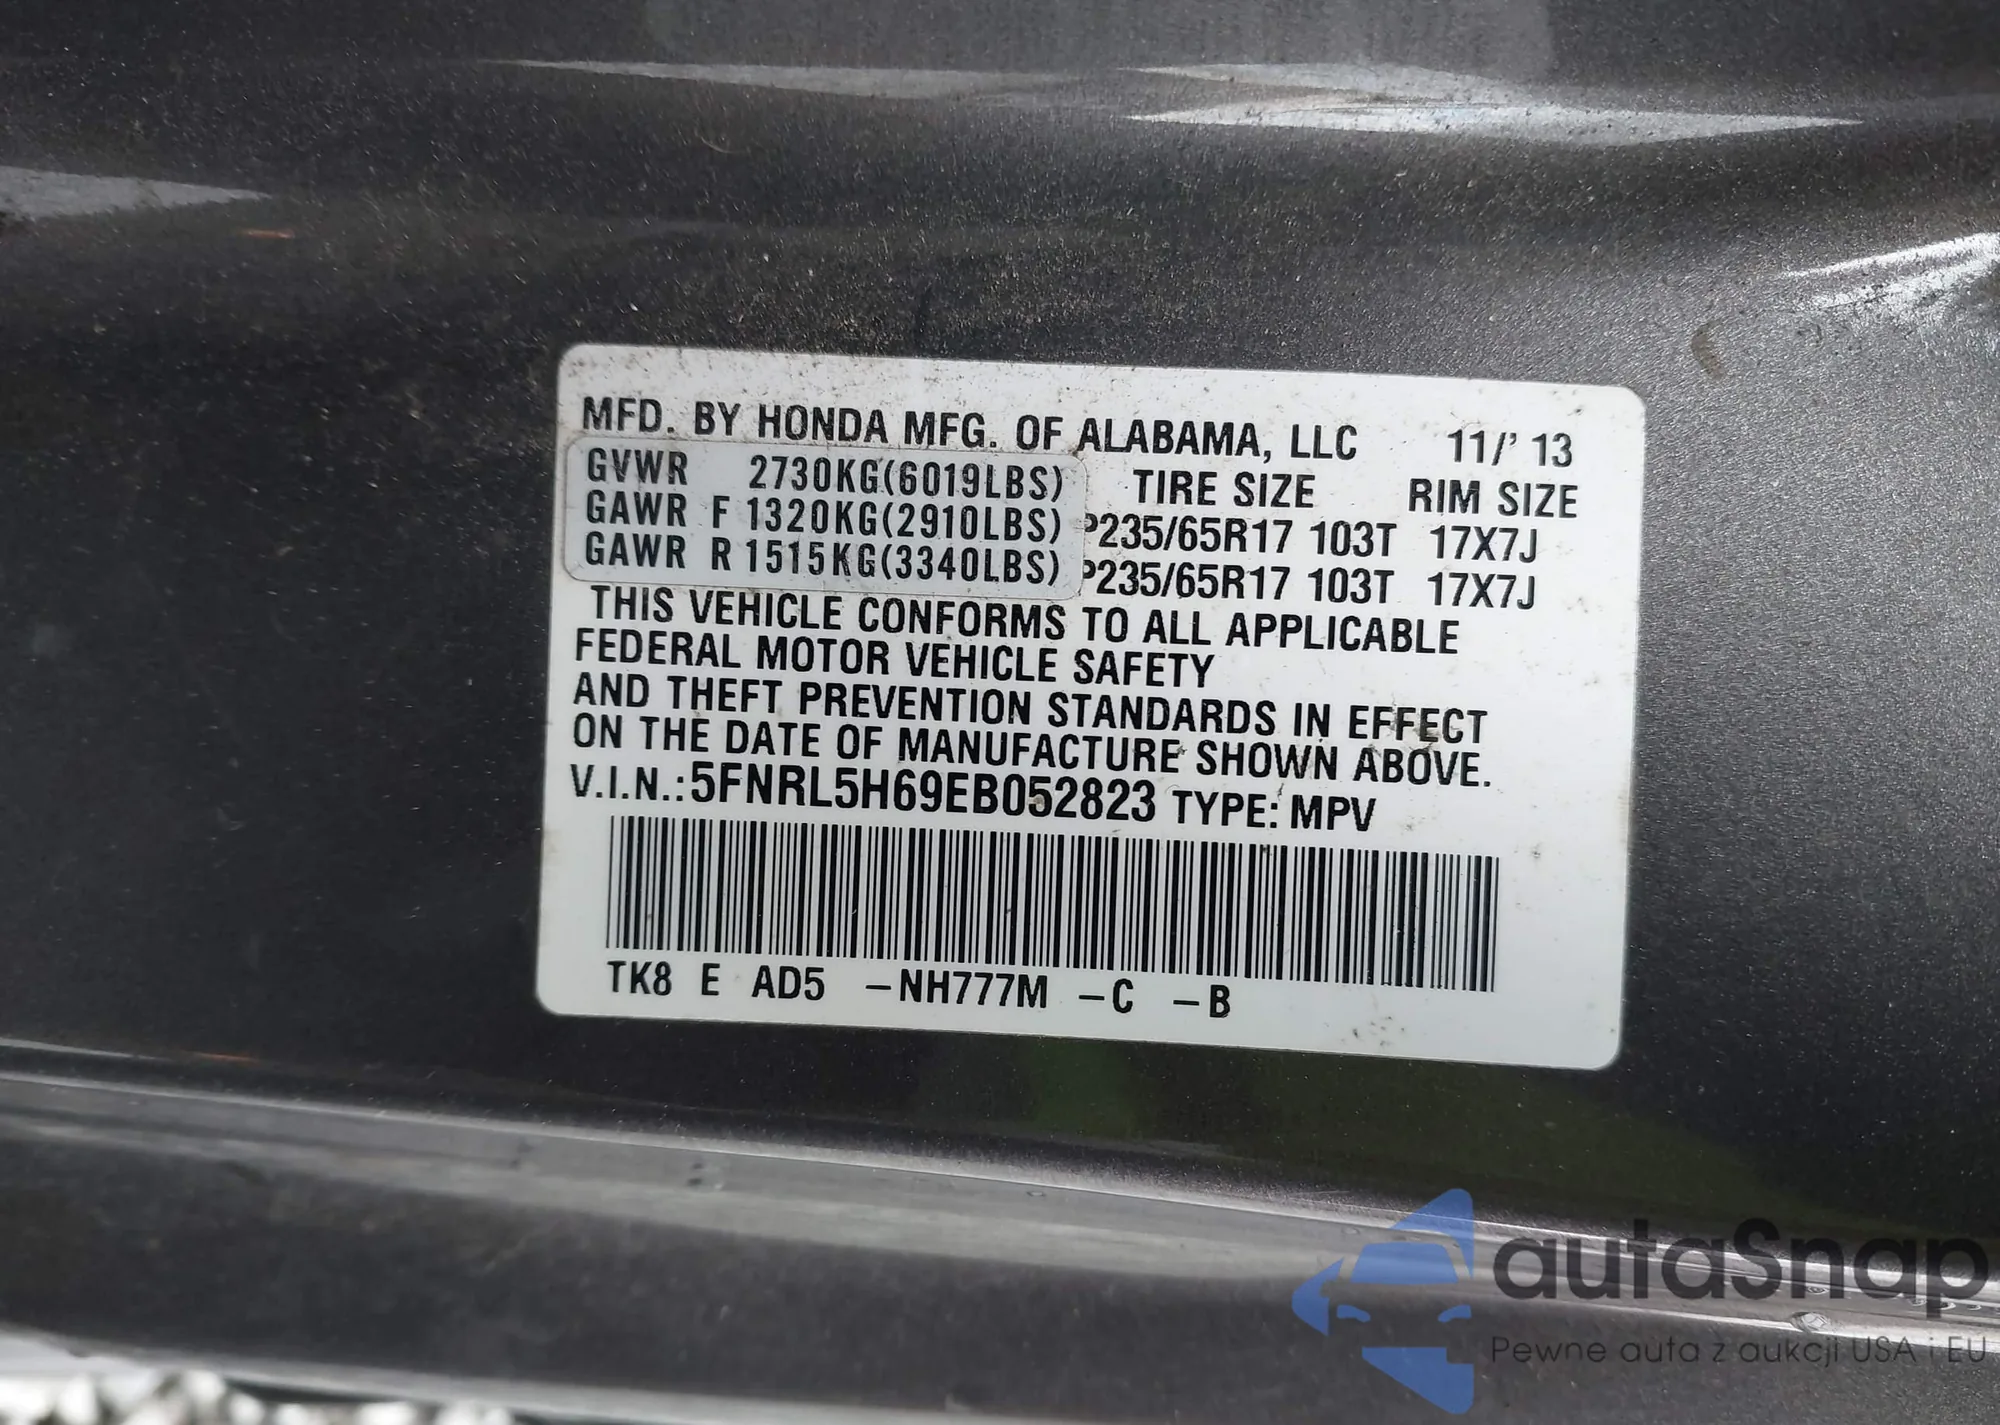 MFD. BY HONDA MFG. OF ALABAMA, LLC 11/' 13
GVWR 2730KG(6019LBS) TIRE SIZE RIM SIZE
GAWR F 1320KG(2910LBS) P235/65R17 103T 17X7J
GAWR R 1515KG(3340LBS) P235/65R17 103T 17X7J
THIS VEHICLE CONFORMS TO ALL APPLICABLE
FEDERAL MOTOR VEHICLE SAFETY
AND THEFT PREVENTION STANDARDS IN EFFECT
ON THE DATE OF MANUFACTURE SHOWN ABOVE.
V.I.N.: 5FNRL5H69EB052823 TYPE: MPV
TK8 E AD5 –NH777M –C –B
autaSnap
Pewne auta z aukcji USA i EU